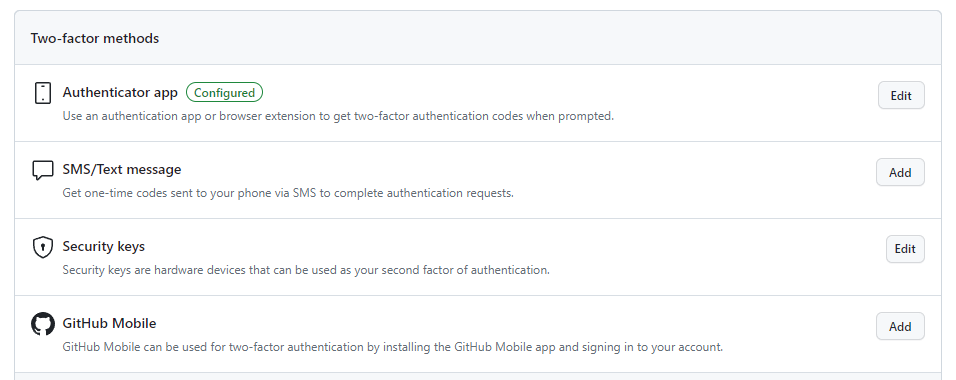 Two-factor methods
Authenticator app Configured
Edit
Use an authentication app or browser extension to get two-factor authentication codes when prompted.
SMS/Text message
Add
Get one-time codes sent to your phone via SMS to complete authentication requests.
Security keys
Edit
Security keys are hardware devices that can be used as your second factor of authentication.
GitHub Mobile
Add
GitHub Mobile can be used for two-factor authentication by installing the GitHub Mobile app and signing in to your account.